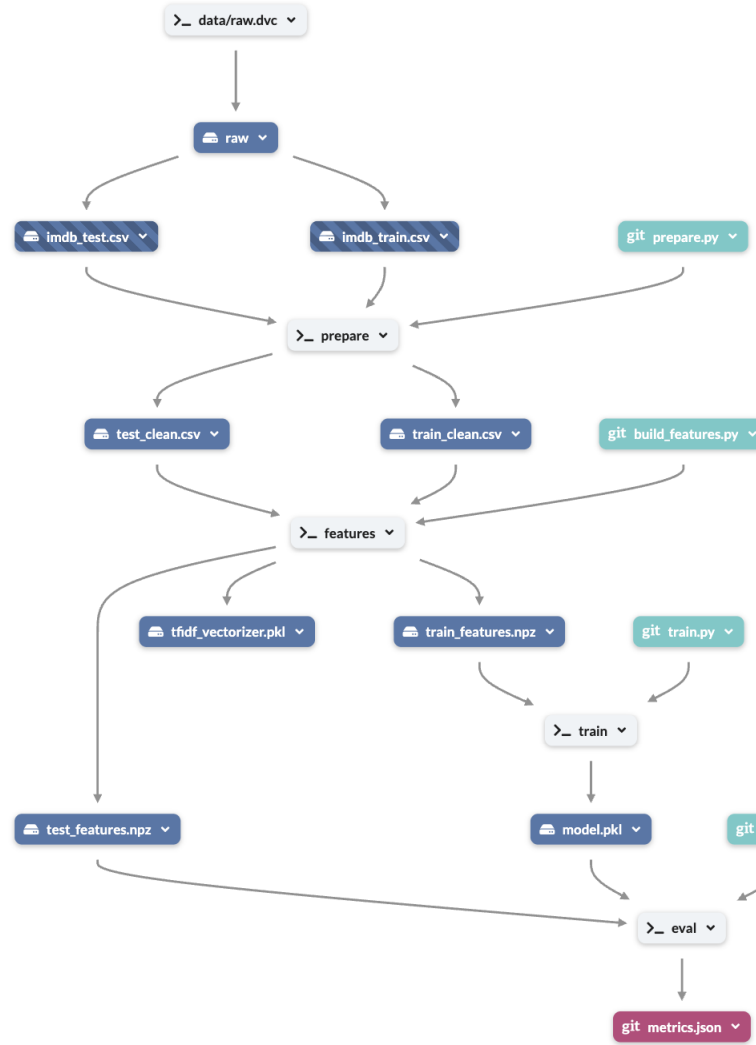 >_ data/raw.dvc
raw
imdb_test.csv
imdb_train.csv
git prepare.py
>_ prepare
test_clean.csv
train_clean.csv
git build_features.py
>_ features
tfidf_vectorizer.pkl
train_features.npz
git train.py
>_ train
test_features.npz
model.pkl
git
>_ eval
git metrics.json